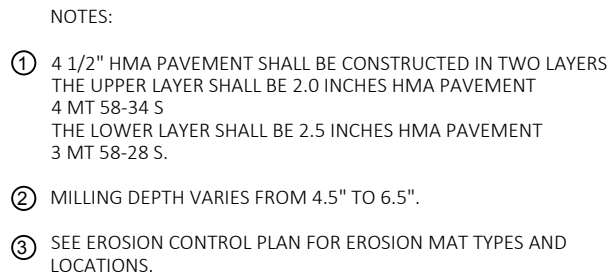 NOTES:
① 4 1/2" HMA PAVEMENT SHALL BE CONSTRUCTED IN TWO LAYERS
THE UPPER LAYER SHALL BE 2.0 INCHES HMA PAVEMENT
4 MT 58-34 S
THE LOWER LAYER SHALL BE 2.5 INCHES HMA PAVEMENT
3 MT 58-28 S.
② MILLING DEPTH VARIES FROM 4.5" TO 6.5".
③ SEE EROSION CONTROL PLAN FOR EROSION MAT TYPES AND
LOCATIONS.